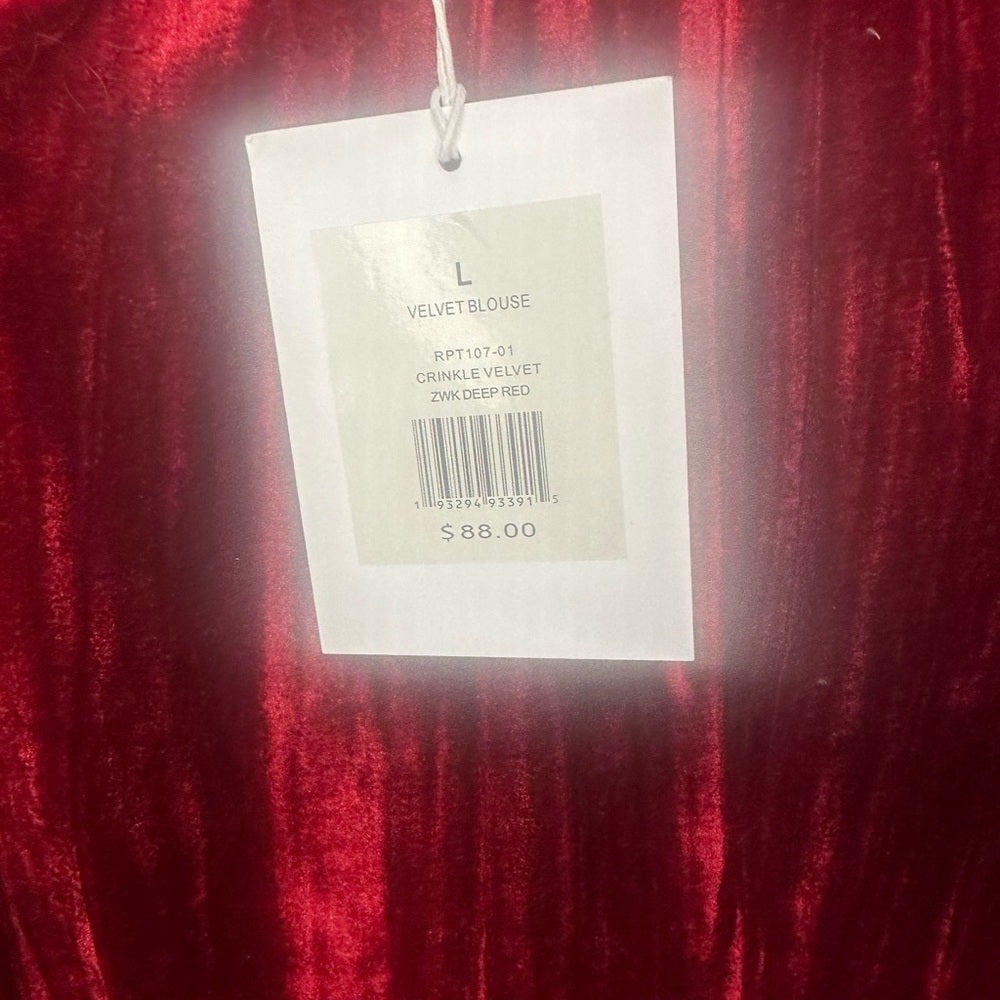 L
VELVET BLOUSE
RPT107-01
CRINKLE VELVET
ZWK DEEP RED
1 93294 93391 5
$88.00